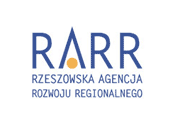 RARR
RZESZOWSKA AGENCJA
ROZWOJU REGIONALNEGO